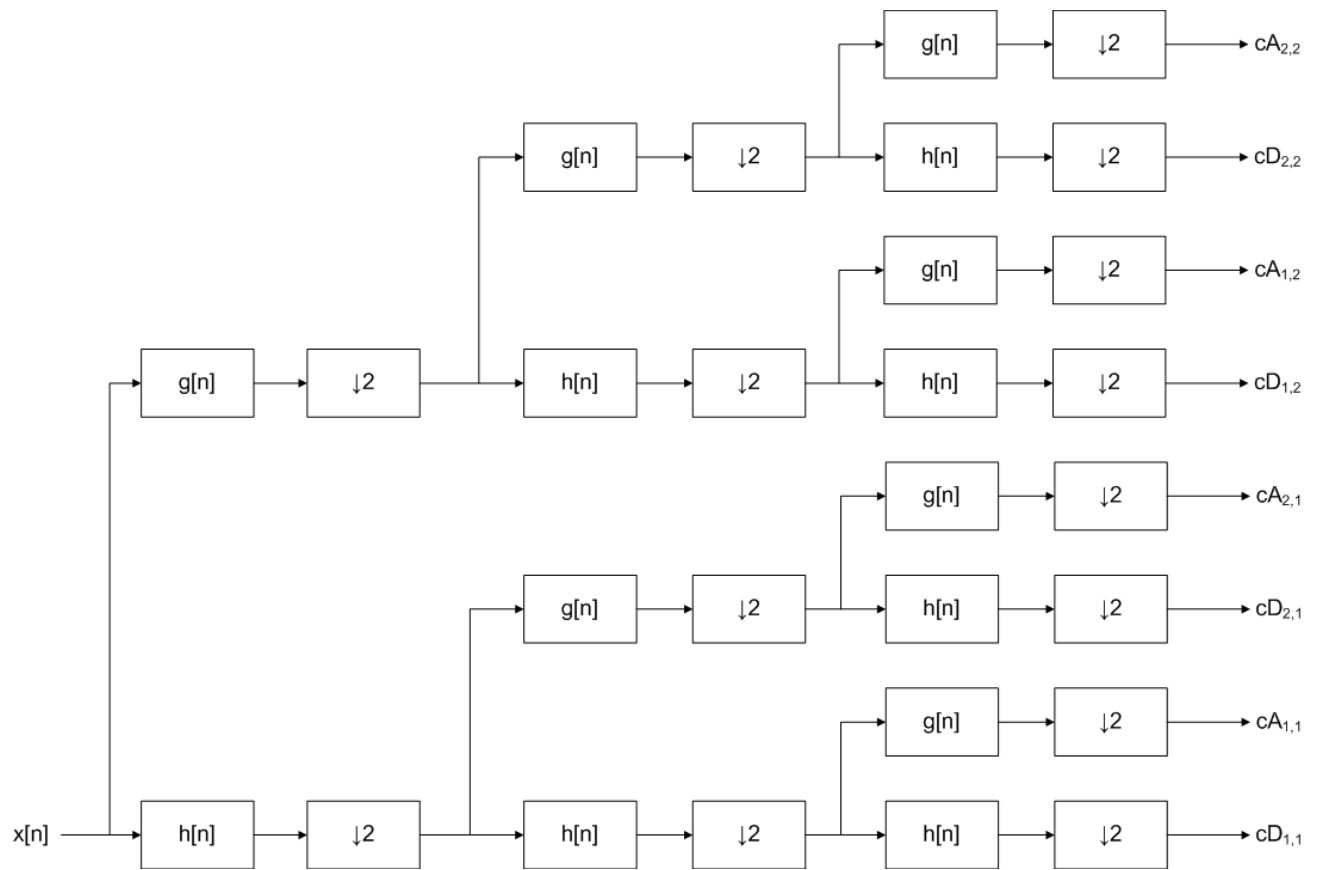 g[n] ↓2 cA2,2
g[n] ↓2 h[n] ↓2 cD2,2
g[n] ↓2 cA1,2
g[n] ↓2 h[n] ↓2 h[n] ↓2 cD1,2
g[n] ↓2 cA2,1
g[n] ↓2 h[n] ↓2 cD2,1
g[n] ↓2 cA1,1
x[n] h[n] ↓2 h[n] ↓2 h[n] ↓2 cD1,1